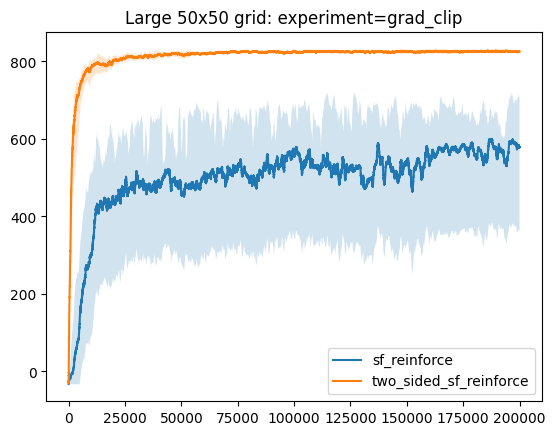 Large 50x50 grid: experiment=grad_clip
800
600
400
200
0
sf_reinforce
two_sided_sf_reinforce
0 25000 50000 75000 100000 125000 150000 175000 200000